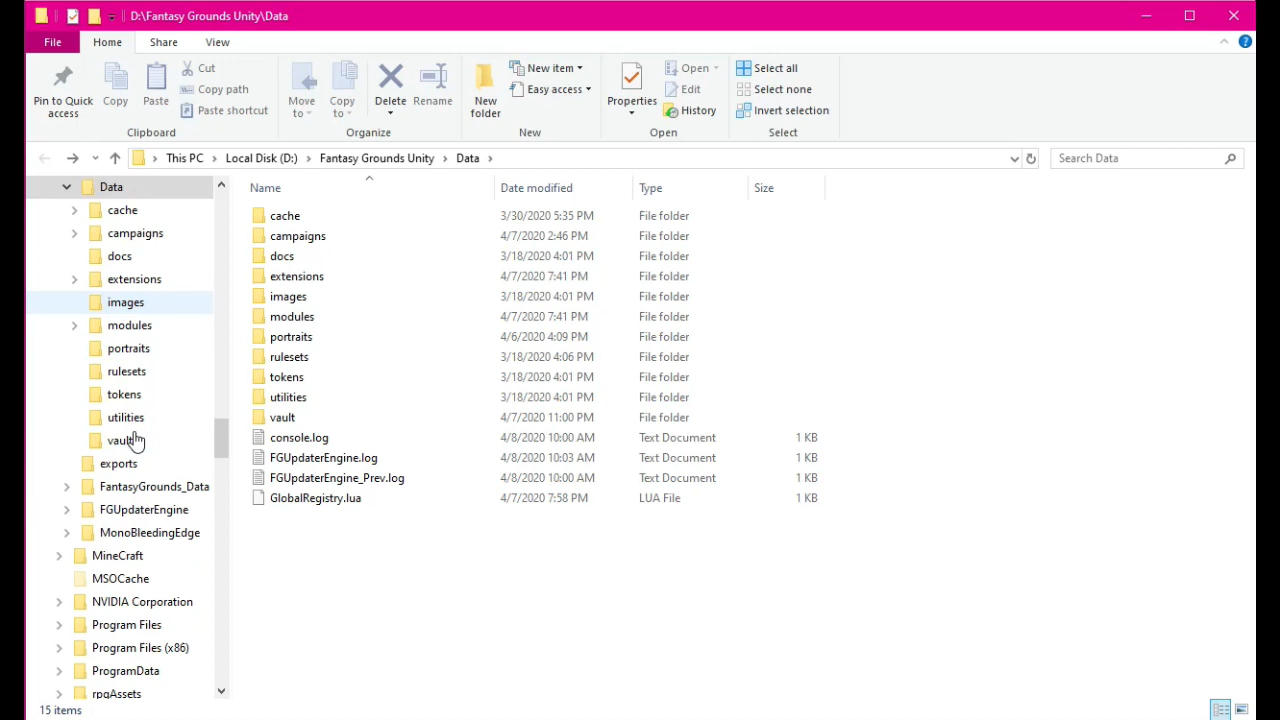 D:\Fantasy Grounds Unity\Data
File Home Share View
Pin to Quick access
Copy
Paste
Cut
Copy path
Paste shortcut
Clipboard
Move to
Copy to
Delete
Rename
Organize
New folder
New item
Easy access
New
Properties
Open
Edit
History
Open
Select all
Select none
Invert selection
Select
This PC > Local Disk (D:) > Fantasy Grounds Unity > Data >
Search Data
Data
cache
campaigns
docs
extensions
images
modules
portraits
rulesets
tokens
utilities
vault
exports
FantasyGrounds_Data
FGUpdaterEngine
MonoBleedingEdge
MineCraft
MSOCache
NVIDIA Corporation
Program Files
Program Files (x86)
ProgramData
rpgAssets
Name Date modified Type Size
cache 3/30/2020 5:35 PM File folder
campaigns 4/7/2020 2:46 PM File folder
docs 3/18/2020 4:01 PM File folder
extensions 4/7/2020 7:41 PM File folder
images 3/18/2020 4:01 PM File folder
modules 4/7/2020 7:41 PM File folder
portraits 4/6/2020 4:09 PM File folder
rulesets 3/18/2020 4:06 PM File folder
tokens 3/18/2020 4:01 PM File folder
utilities 3/18/2020 4:01 PM File folder
vault 4/7/2020 11:00 PM File folder
console.log 4/8/2020 10:00 AM Text Document 1 KB
FGUpdaterEngine.log 4/8/2020 10:03 AM Text Document 1 KB
FGUpdaterEngine_Prev.log 4/8/2020 10:00 AM Text Document 1 KB
GlobalRegistry.lua 4/7/2020 7:58 PM LUA File 1 KB
15 items